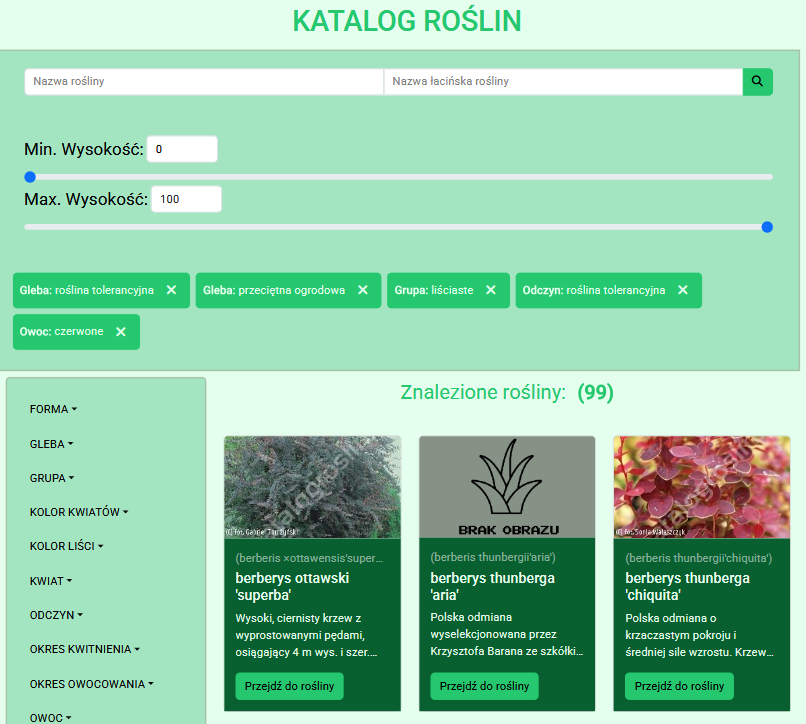 KATALOG ROŚLIN
Nazwa rośliny
Nazwa łacińska rośliny
Min. Wysokość: 0
Max. Wysokość: 100
Gleba: roślina tolerancyjna ✕
Gleba: przeciętna ogrodowa ✕
Grupa: liściaste ✕
Odczyn: roślina tolerancyjna ✕
Owoc: czerwone ✕
FORMA
GLEBA
GRUPA
KOLOR KWIATÓW
KOLOR LIŚCI
KWIAT
ODCZYN
OKRES KWITNIENIA
OKRES OWOCOWANIA
OWOC
Znalezione rośliny: (99)
(berberis ×ottawensis'super...
berberys ottawski
'superba'
Wysoki, ciernisty krzew z
wyprostowanymi pędami,
osiągający 4 m wys. i szer....
Przejdź do rośliny
BRAK OBRAZU
(berberis thunbergii'aria')
berberys thunberga
'aria'
Polska odmiana
wyselekcjonowana przez
Krzysztofa Barana ze szkółki...
Przejdź do rośliny
(c) fot. Sonia Walaszczyk
(berberis thunbergii'chiquita')
berberys thunberga
'chiquita'
Polska odmiana o
krzaczastym pokroju i
średniej sile wzrostu. Krzew...
Przejdź do rośliny